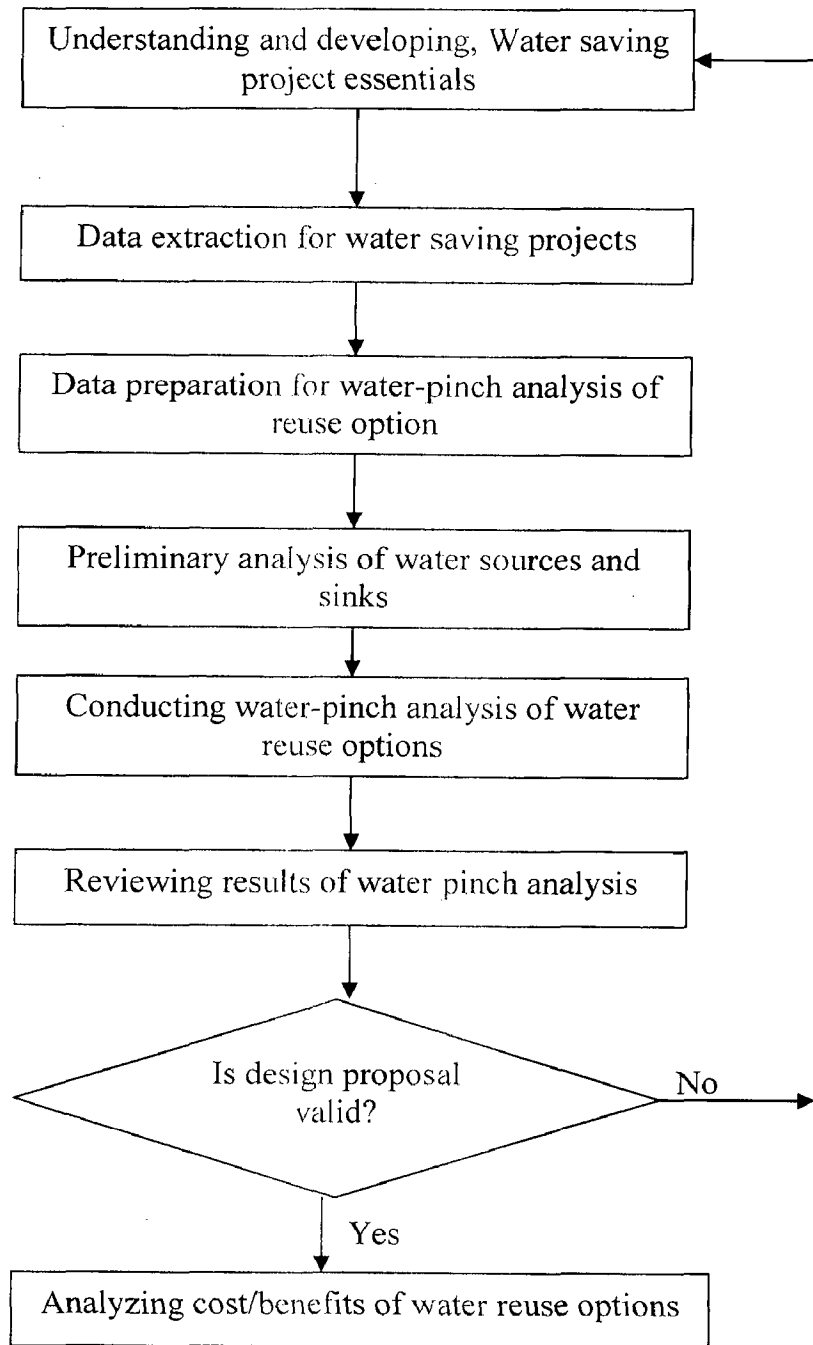 Understanding and developing, Water saving
project essentials
Data extraction for water saving projects
Data preparation for water-pinch analysis of
reuse option
Preliminary analysis of water sources and
sinks
Conducting water-pinch analysis of water
reuse options
Reviewing results of water pinch analysis
Is design proposal
valid?
No
Yes
Analyzing cost/benefits of water reuse options